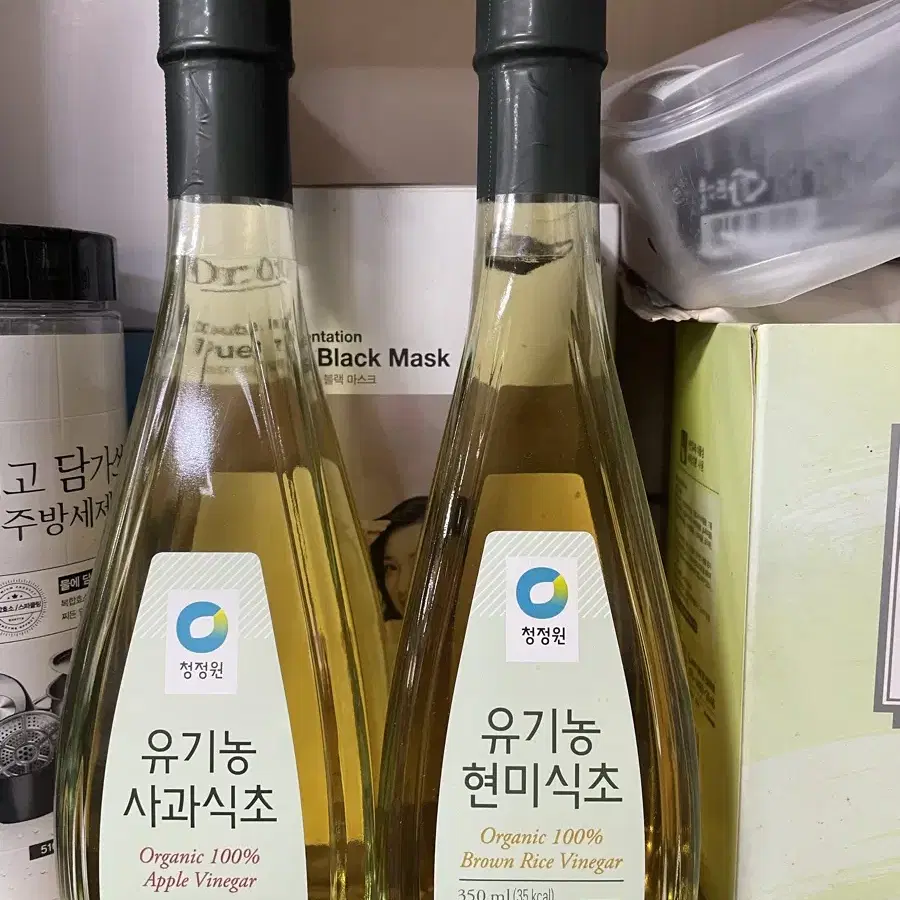 고 담가
주방세제
entation
Black Mask
블랙 마스크
청정원
유기농
사과식초
Organic 100%
Apple Vinegar
청정원
유기농
현미식초
Organic 100%
Brown Rice Vinegar
350 ml(35 kcal)